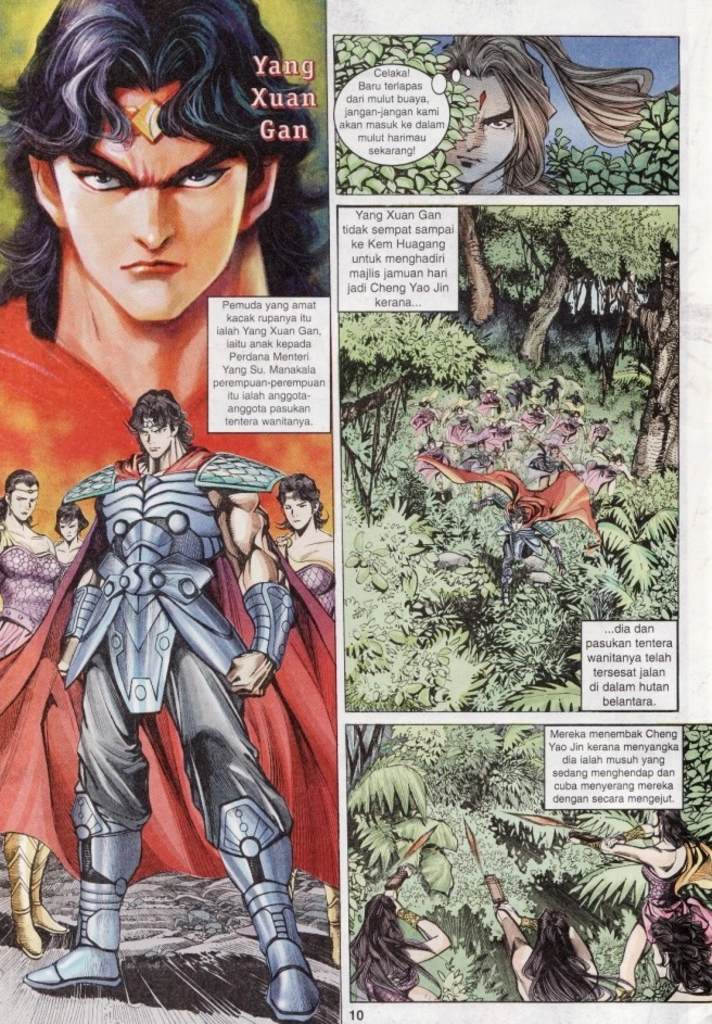 Yang
Xuan
Gan
Pemuda yang amat
kacak rupanya itu
ialah Yang Xuan Gan,
iaitu anak kepada
Perdana Menteri
Yang Su. Manakala
perempuan-perempuan
itu ialah anggota-
anggota pasukan
tentera wanitanya.
Celaka!
Baru terlapas
dari mulut buaya,
jangan-jangan kami
akan masuk ke dalam
mulut harimau
sekarang!
Yang Xuan Gan
tidak sempat sampai
ke Kem Huagang
untuk menghadiri
majlis jamuan hari
jadi Cheng Yao Jin
kerana...
...dia dan
pasukan tentera
wanitanya telah
tersesat jalan
di dalam hutan
belantara.
Mereka menembak Cheng
Yao Jin kerana menyangka
dia ialah musuh yang
sedang menghendap dan
cuba menyerang mereka
dengan secara mengejut.
10